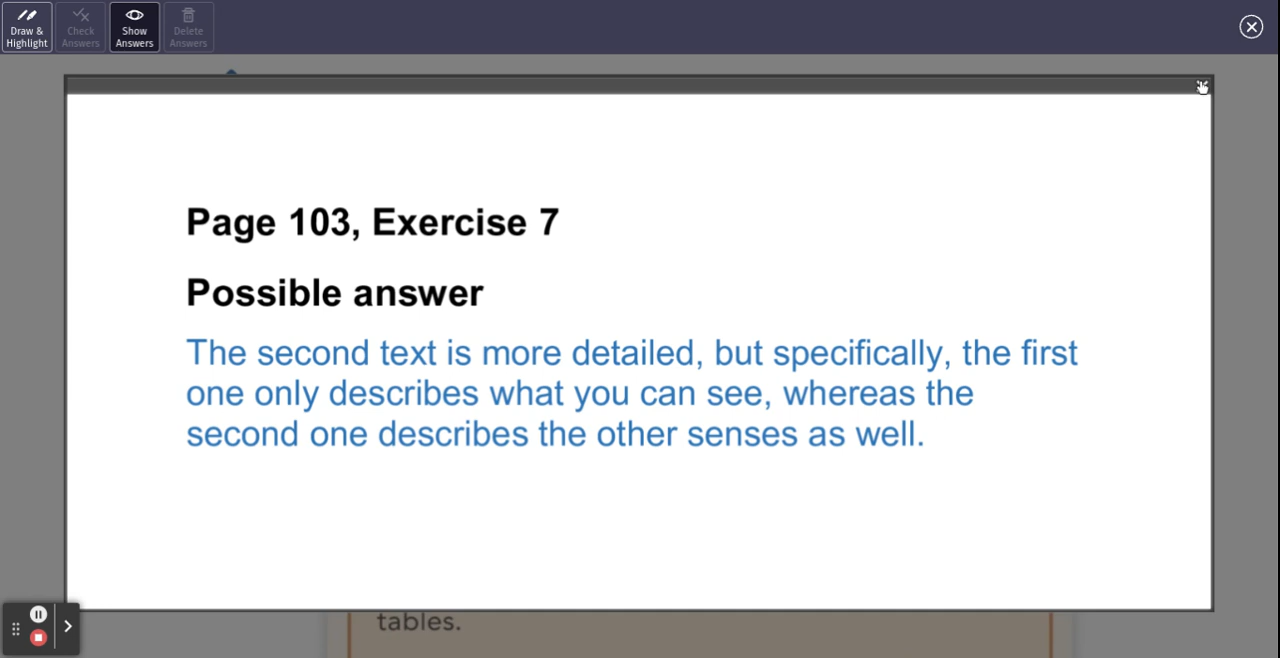 Draw &
Highlight
Check
Answers
Show
Answers
Delete
Answers
Page 103, Exercise 7
Possible answer
The second text is more detailed, but specifically, the first
one only describes what you can see, whereas the
second one describes the other senses as well.
tables.